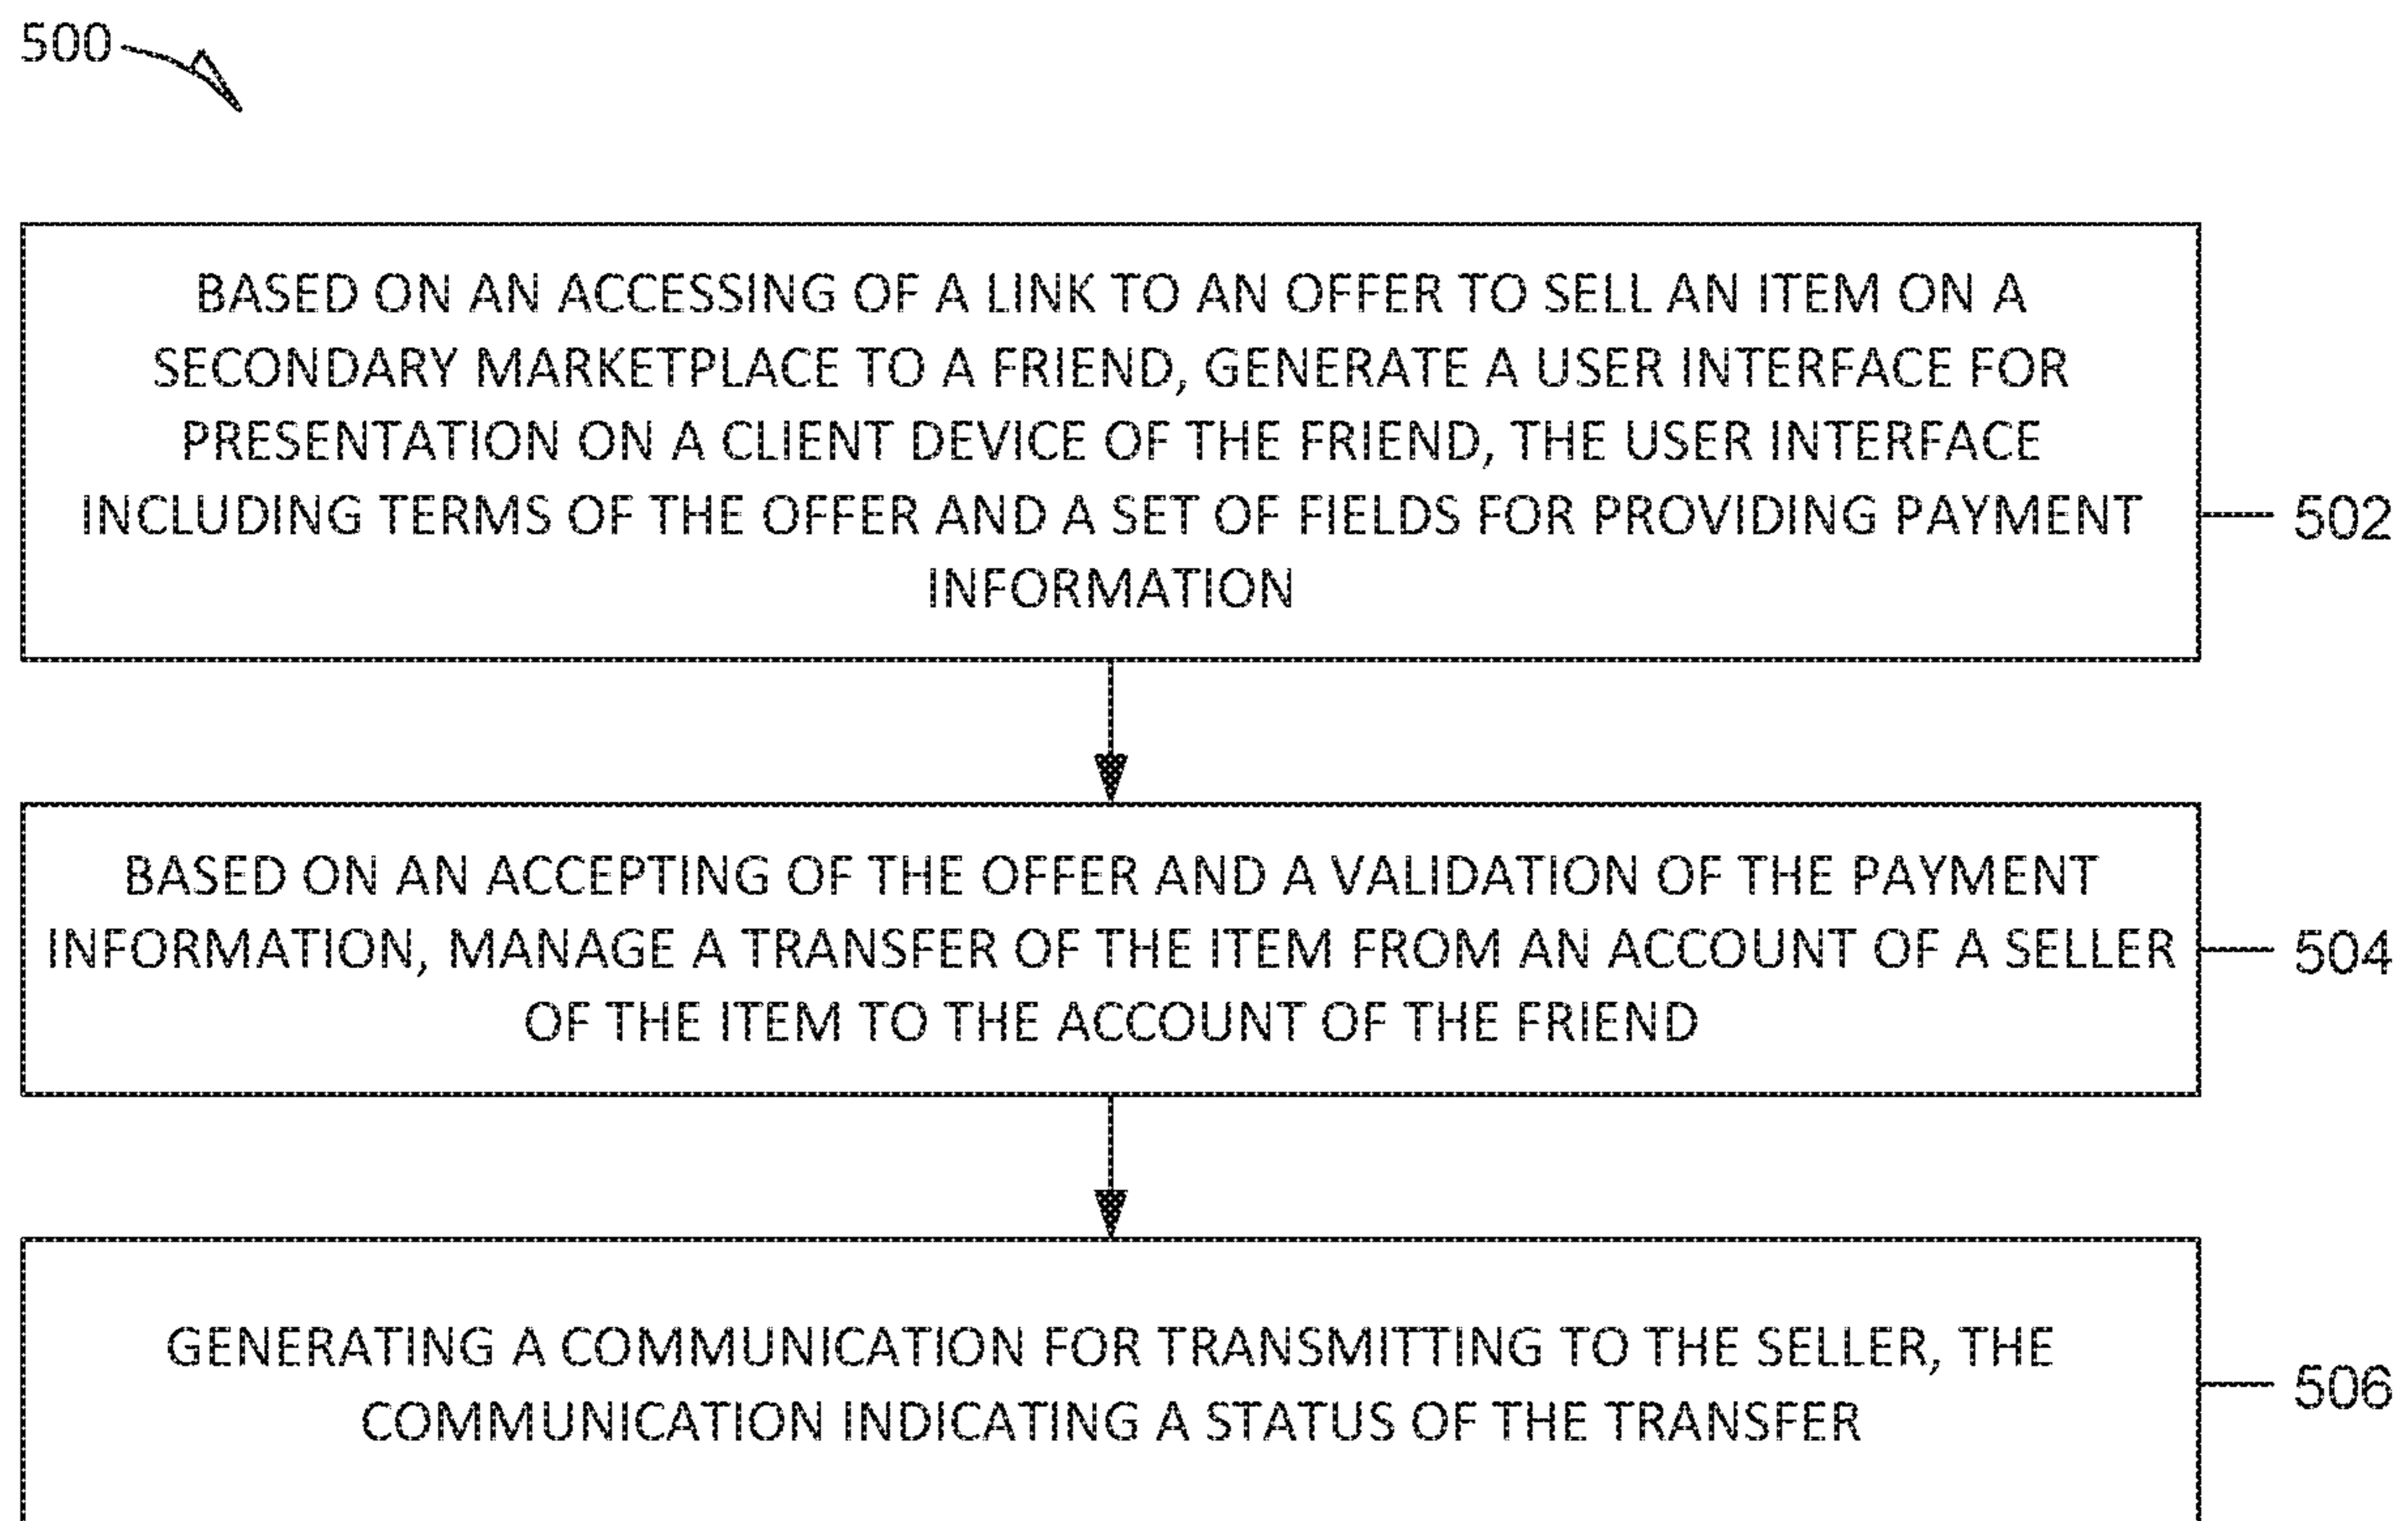 500
BASED ON AN ACCESSING OF A LINK TO AN OFFER TO SELL AN ITEM ON A
SECONDARY MARKETPLACE TO A FRIEND, GENERATE A USER INTERFACE FOR
PRESENTATION ON A CLIENT DEVICE OF THE FRIEND, THE USER INTERFACE
INCLUDING TERMS OF THE OFFER AND A SET OF FIELDS FOR PROVIDING PAYMENT
INFORMATION
502
BASED ON AN ACCEPTING OF THE OFFER AND A VALIDATION OF THE PAYMENT
INFORMATION, MANAGE A TRANSFER OF THE ITEM FROM AN ACCOUNT OF A SELLER
OF THE ITEM TO THE ACCOUNT OF THE FRIEND
504
GENERATING A COMMUNICATION FOR TRANSMITTING TO THE SELLER, THE
COMMUNICATION INDICATING A STATUS OF THE TRANSFER
506